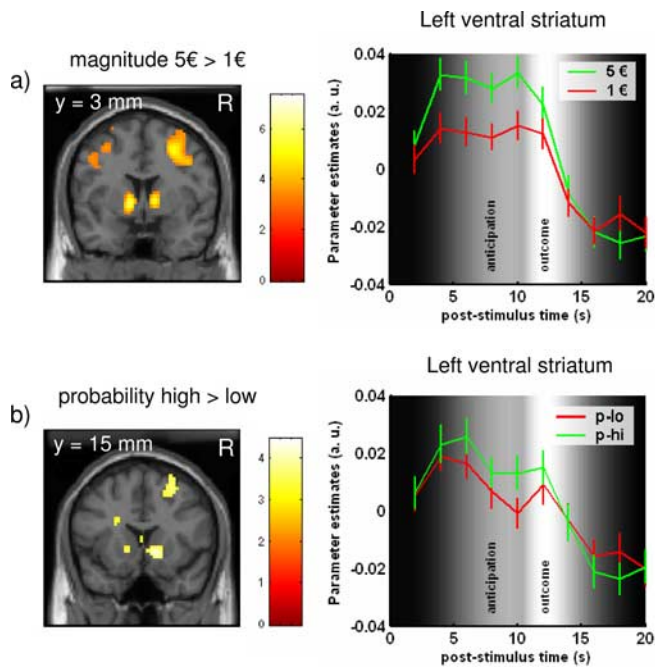 a)
magnitude 5€ > 1€
y = 3 mm
R
6
4
2
0
Left ventral striatum
5 €
1 €
Parameter estimates (a. u.)
0.04
0.02
0
-0.02
-0.04
anticipation
outcome
0 5 10 15 20
post-stimulus time (s)
b)
probability high > low
y = 15 mm
R
4
3
2
1
0
Left ventral striatum
p-lo
p-hi
Parameter estimates (a. u.)
0.04
0.02
0
-0.02
-0.04
anticipation
outcome
0 5 10 15 20
post-stimulus time (s)